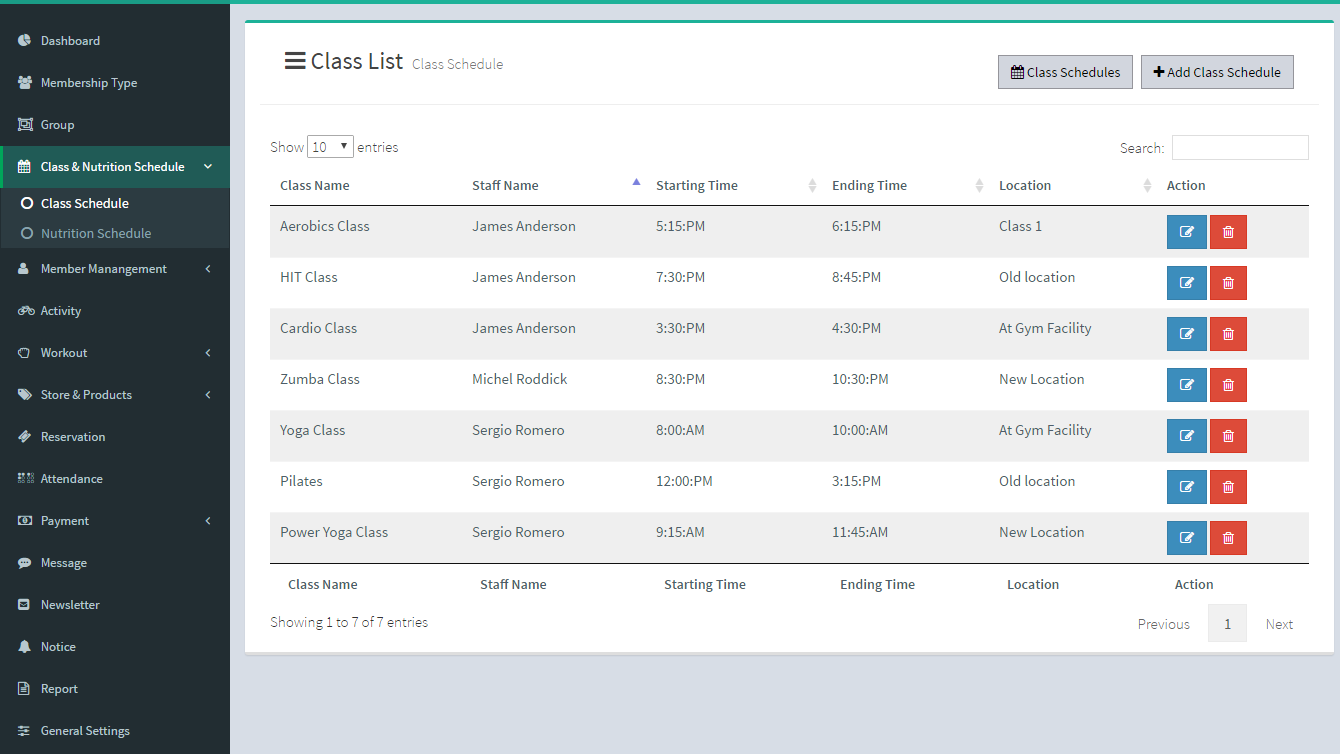 Dashboard
Membership Type
Group
Class & Nutrition Schedule
Class Schedule
Nutrition Schedule
Member Manangement
Activity
Workout
Store & Products
Reservation
Attendance
Payment
Message
Newsletter
Notice
Report
General Settings
Class List Class Schedule
Class Schedules Add Class Schedule
Show 10 entries Search:
Class Name Staff Name Starting Time Ending Time Location Action
Aerobics Class James Anderson 5:15:PM 6:15:PM Class 1
HIT Class James Anderson 7:30:PM 8:45:PM Old location
Cardio Class James Anderson 3:30:PM 4:30:PM At Gym Facility
Zumba Class Michel Roddick 8:30:PM 10:30:PM New Location
Yoga Class Sergio Romero 8:00:AM 10:00:AM At Gym Facility
Pilates Sergio Romero 12:00:PM 3:15:PM Old location
Power Yoga Class Sergio Romero 9:15:AM 11:45:AM New Location
Class Name Staff Name Starting Time Ending Time Location Action
Showing 1 to 7 of 7 entries Previous 1 Next